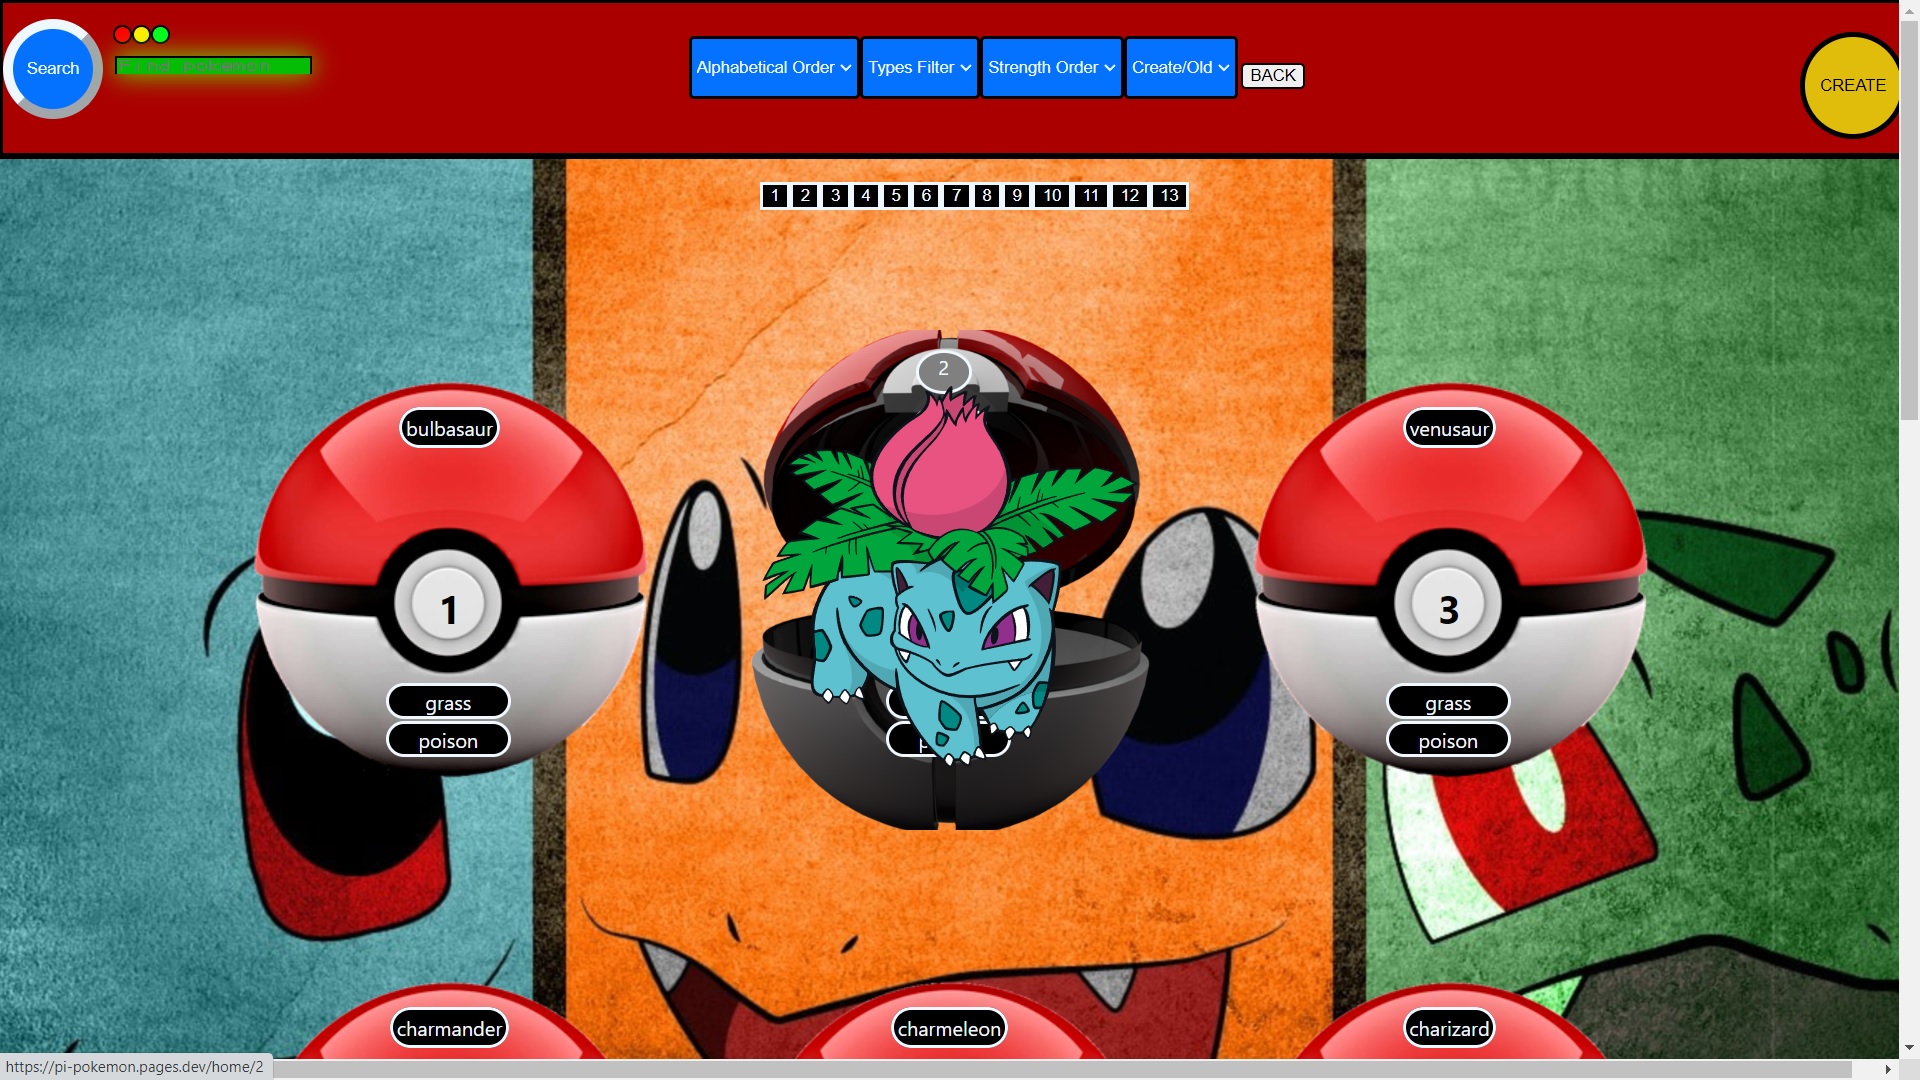 Search
Find pokemon
Alphabetical Order
Types Filter
Strength Order
Create/Old
BACK
CREATE
1 2 3 4 5 6 7 8 9 10 11 12 13
bulbasaur
1
grass
poison
2
venusaur
3
grass
poison
charmander
charmeleon
charizard
https://pi-pokemon.pages.dev/home/2